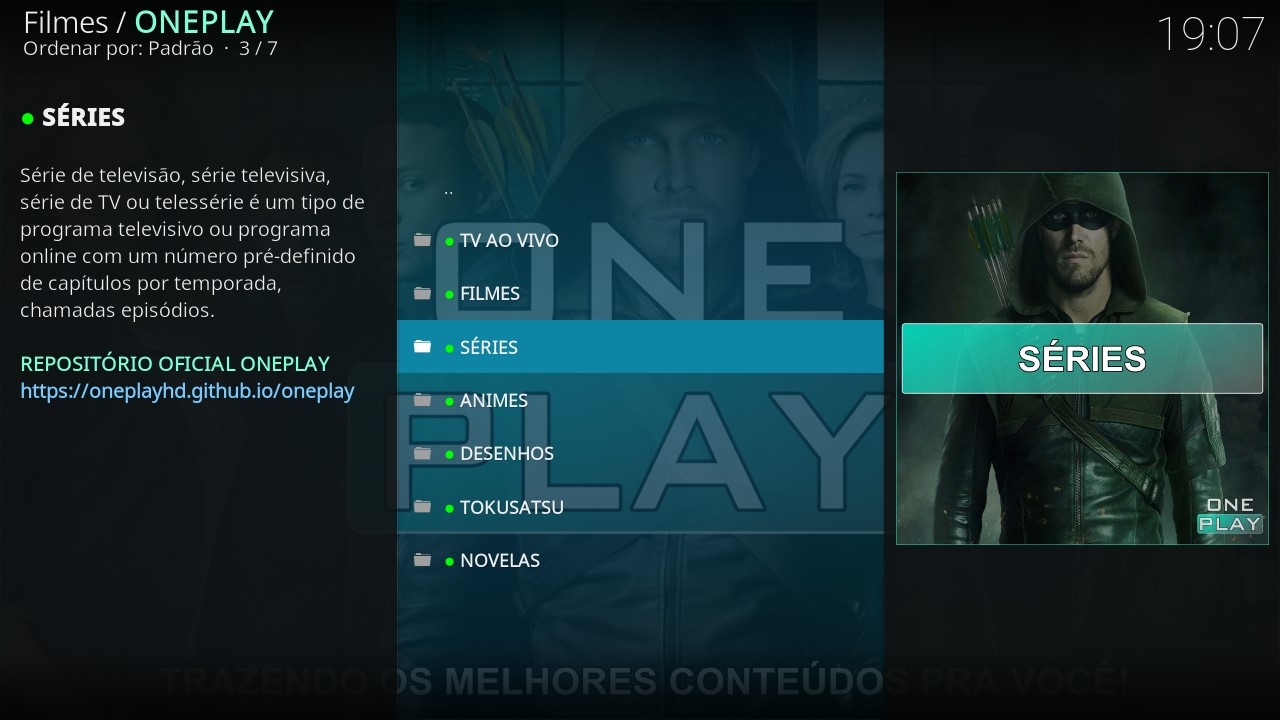 Filmes / ONEPLAY
Ordenar por: Padrão · 3 / 7
19:07
SÉRIES
Série de televisão, série televisiva,
série de TV ou telessérie é um tipo de
programa televisivo ou programa
online com um número pré-definido
de capítulos por temporada,
chamadas episódios.
REPOSITÓRIO OFICIAL ONEPLAY
https://oneplayhd.github.io/oneplay
..
TV AO VIVO
FILMES
SÉRIES
ANIMES
DESENHOS
TOKUSATSU
NOVELAS
ONE
PLAY
SÉRIES
ONE
PLAY
TRAZENDO OS MELHORES CONTEÚDOS PRA VOCÊ!